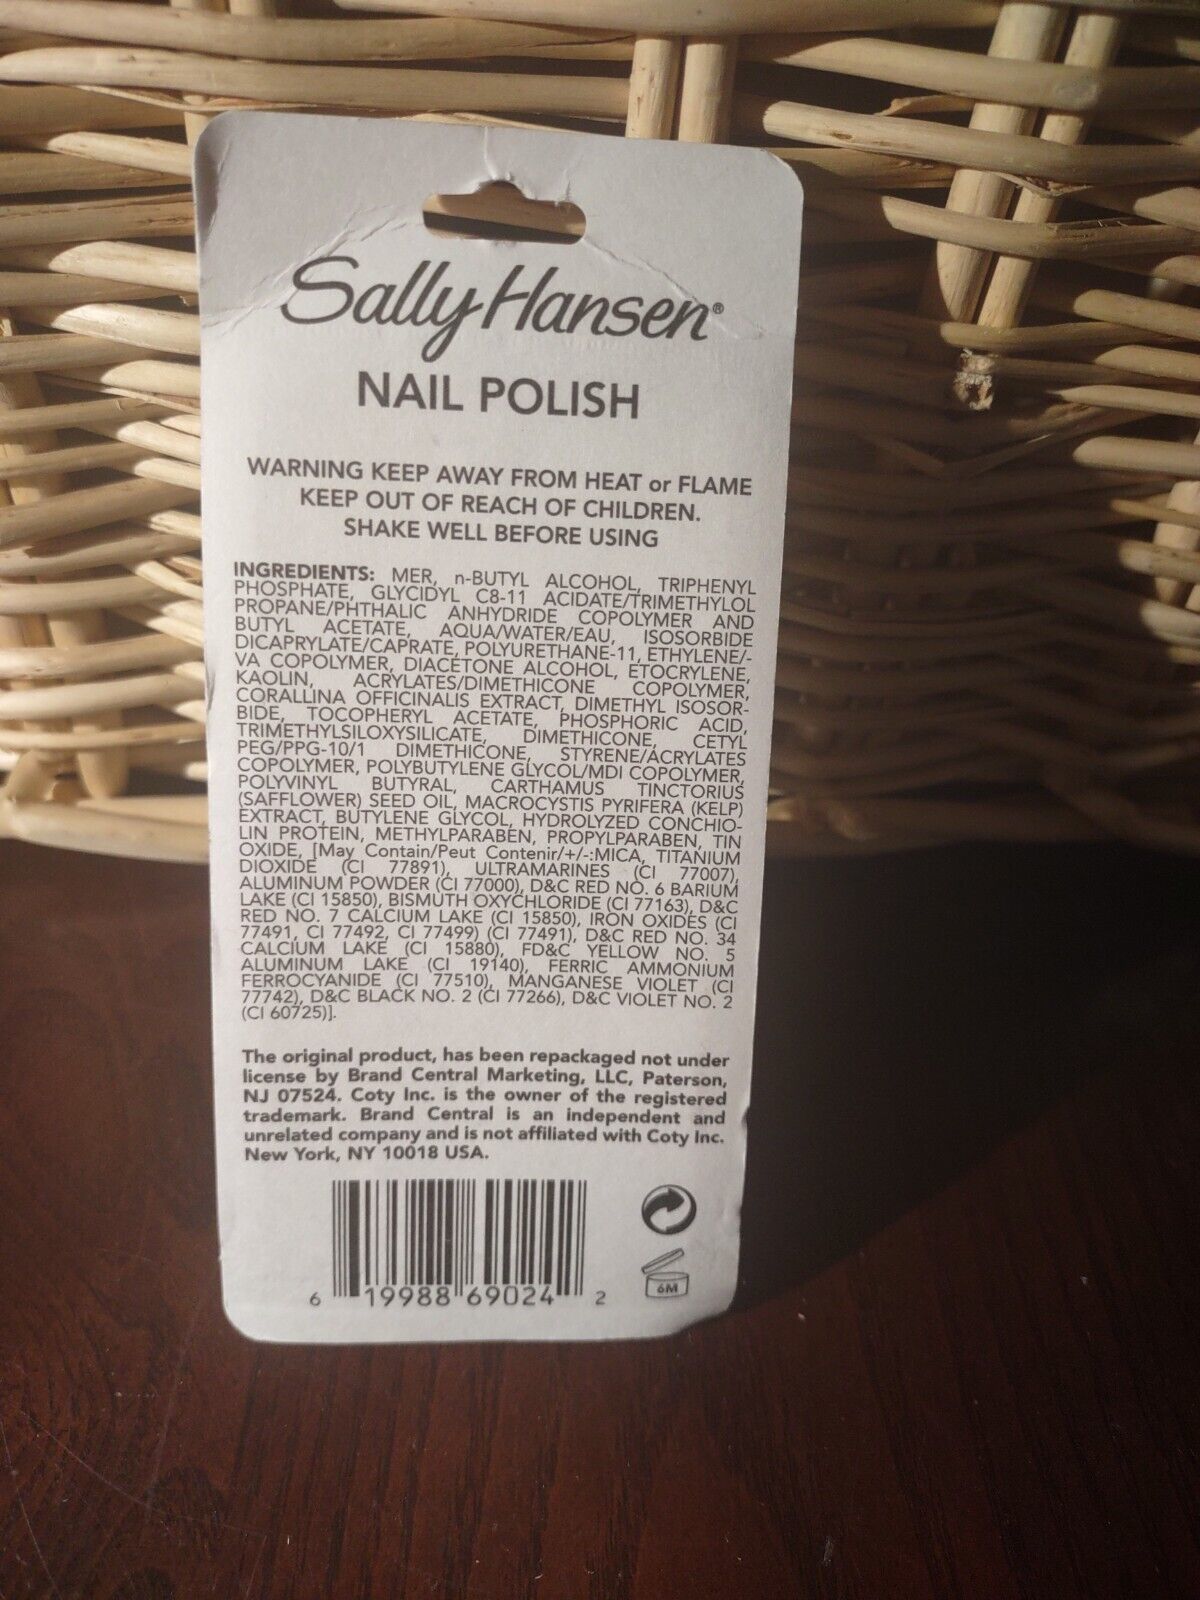 Sally Hansen®
NAIL POLISH
WARNING KEEP AWAY FROM HEAT or FLAME
KEEP OUT OF REACH OF CHILDREN.
SHAKE WELL BEFORE USING
INGREDIENTS: MER, n-BUTYL ALCOHOL, TRIPHENYL
PHOSPHATE, GLYCIDYL C8-11 ACIDATE/TRIMETHYLOL
PROPANE/PHTHALIC ANHYDRIDE COPOLYMER AND
BUTYL ACETATE, AQUA/WATER/EAU, ISOSORBIDE
DICAPRYLATE/CAPRATE, POLYURETHANE-11, ETHYLENE/-
VA COPOLYMER, DIACETONE ALCOHOL, ETOCRYLENE,
KAOLIN, ACRYLATES/DIMETHICONE COPOLYMER,
CORALLINA OFFICINALIS EXTRACT, DIMETHYL ISOSOR-
BIDE, TOCOPHERYL ACETATE, PHOSPHORIC ACID,
TRIMETHYLSILOXYSILICATE, DIMETHICONE, CETYL
PEG/PPG-10/1 DIMETHICONE, STYRENE/ACRYLATES
COPOLYMER, POLYBUTYLENE GLYCOL/MDI COPOLYMER,
POLYVINYL BUTYRAL, CARTHAMUS TINCTORIUS
(SAFFLOWER) SEED OIL, MACROCYSTIS PYRIFERA (KELP)
EXTRACT, BUTYLENE GLYCOL, HYDROLYZED CONCHIO-
LIN PROTEIN, METHYLPARABEN, PROPYLPARABEN, TIN
OXIDE, [May Contain/Peut Contenir/+/-:MICA, TITANIUM
DIOXIDE (CI 77891), ULTRAMARINES (CI 77007),
ALUMINUM POWDER (CI 77000), D&C RED NO. 6 BARIUM
LAKE (CI 15850), BISMUTH OXYCHLORIDE (CI 77163), D&C
RED NO. 7 CALCIUM LAKE (CI 15850), IRON OXIDES (CI
77491, CI 77492, CI 77499) (CI 77491), D&C RED NO. 34
CALCIUM LAKE (CI 15880), FD&C YELLOW NO. 5
ALUMINUM LAKE (CI 19140), FERRIC AMMONIUM
FERROCYANIDE (CI 77510), MANGANESE VIOLET (CI
77742), D&C BLACK NO. 2 (CI 77266), D&C VIOLET NO. 2
(CI 60725)].
The original product, has been repackaged not under
license by Brand Central Marketing, LLC, Paterson,
NJ 07524. Coty Inc. is the owner of the registered
trademark. Brand Central is an independent and
unrelated company and is not affiliated with Coty Inc.
New York, NY 10018 USA.
6 19988 69024 2
6M